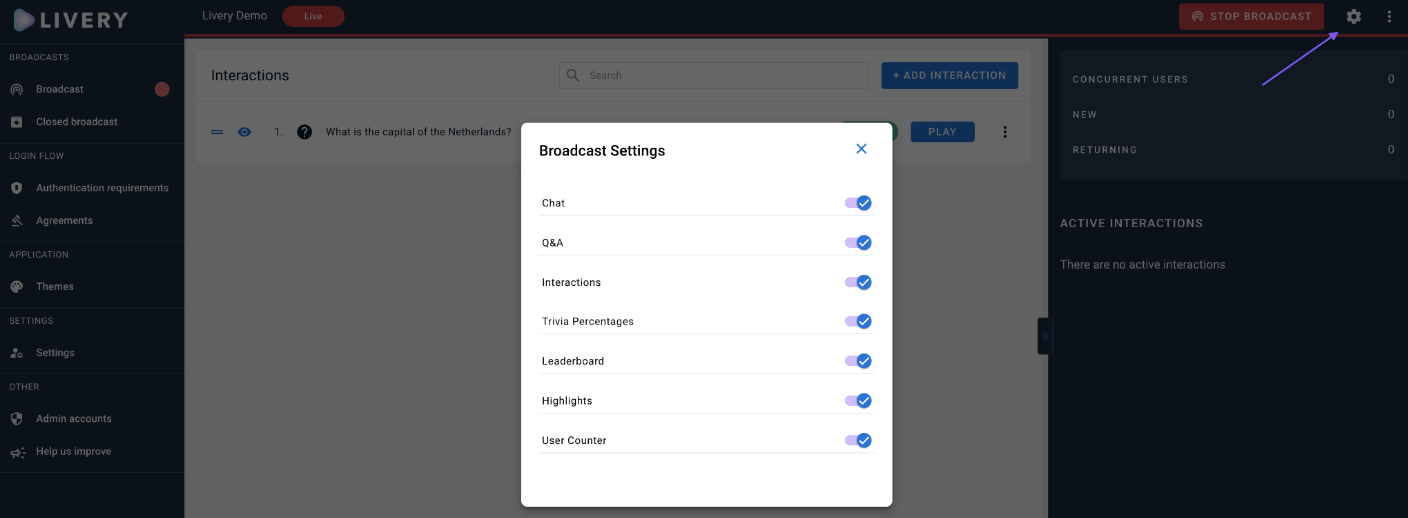 LIVERY
Livery Demo
Live
STOP BROADCAST
BROADCASTS
Broadcast
Closed broadcast
LOGIN FLOW
Authentication requirements
Agreements
APPLICATION
Themes
SETTINGS
Settings
OTHER
Admin accounts
Help us improve
Interactions
Search
+ ADD INTERACTION
1.
What is the capital of the Netherlands?
PLAY
Broadcast Settings
Chat
Q&A
Interactions
Trivia Percentages
Leaderboard
Highlights
User Counter
CONCURRENT USERS 0
NEW 0
RETURNING 0
ACTIVE INTERACTIONS
There are no active interactions